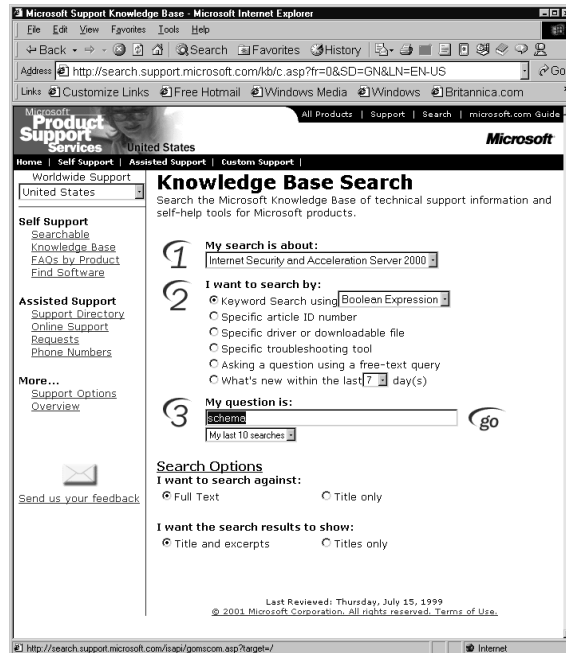 Microsoft Support Knowledge Base - Microsoft Internet Explorer
File Edit View Favorites Tools Help
Back Search Favorites History
Address http://search.support.microsoft.com/kb/c.asp?fr=0&SD=GN&LN=EN-US Go
Links Customize Links Free Hotmail Windows Media Windows Britannica.com
All Products | Support | Search | microsoft.com Guide
Microsoft
Product
Support
Services United States
Microsoft
Home | Self Support | Assisted Support | Custom Support |
Worldwide Support
United States
Self Support
Searchable
Knowledge Base
FAQs by Product
Find Software
Assisted Support
Support Directory
Online Support
Requests
Phone Numbers
More...
Support Options
Overview
Send us your feedback
Knowledge Base Search
Search the Microsoft Knowledge Base of technical support information and
self-help tools for Microsoft products.
1 My search is about:
Internet Security and Acceleration Server 2000
2 I want to search by:
Keyword Search using Boolean Expression
Specific article ID number
Specific driver or downloadable file
Specific troubleshooting tool
Asking a question using a free-text query
What's new within the last 7 day(s)
3 My question is:
schema
go
My last 10 searches
Search Options
I want to search against:
Full Text Title only
I want the search results to show:
Title and excerpts Titles only
Last Revieved: Thursday, July 15, 1999
© 2001 Microsoft Corporation. All rights reserved. Terms of Use.
http://search.support.microsoft.com/isapi/gomscom.asp?target=/ Internet